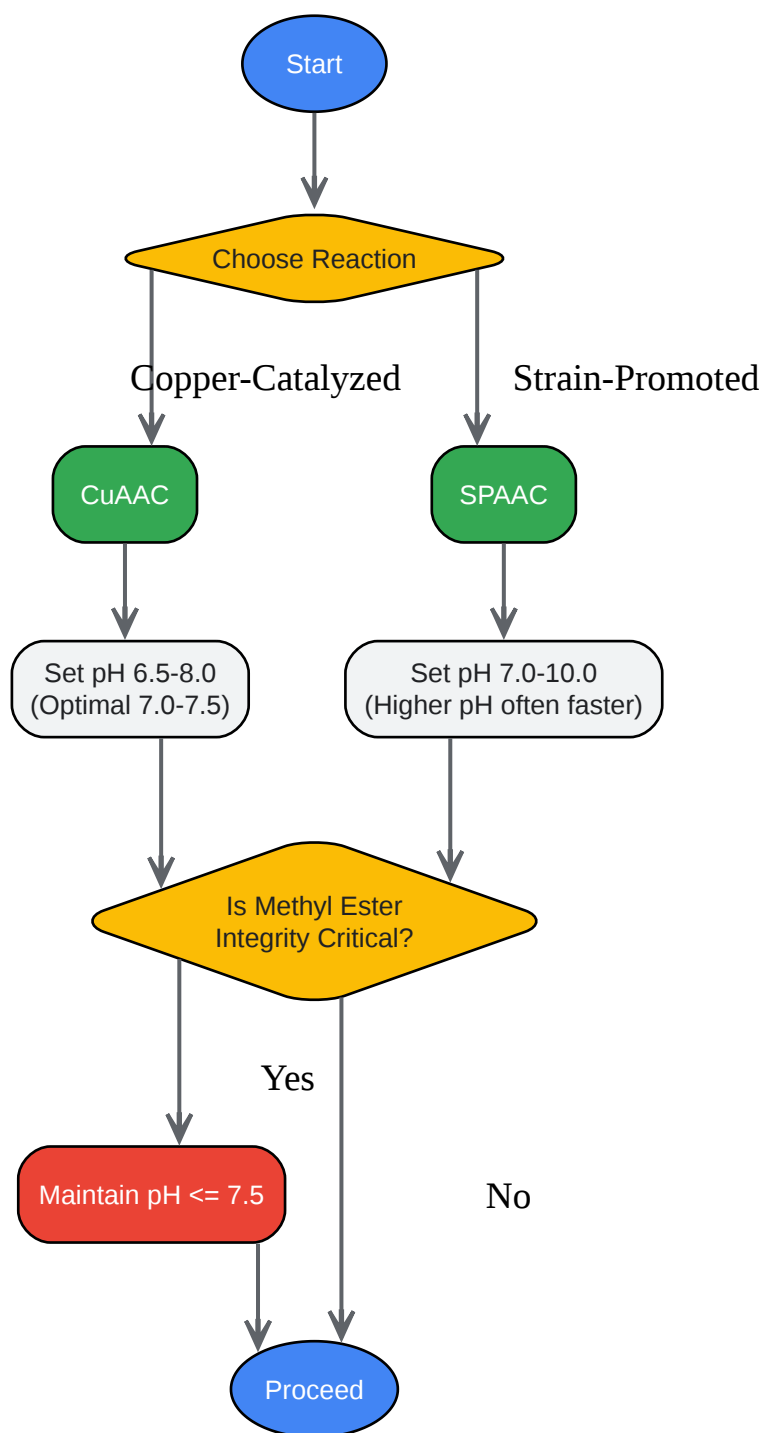 Start
Choose Reaction
Copper-Catalyzed
Strain-Promoted
CuAAC
SPAAC
Set pH 6.5-8.0
(Optimal 7.0-7.5)
Set pH 7.0-10.0
(Higher pH often faster)
Is Methyl Ester
Integrity Critical?
Yes
Maintain pH <= 7.5
No
Proceed